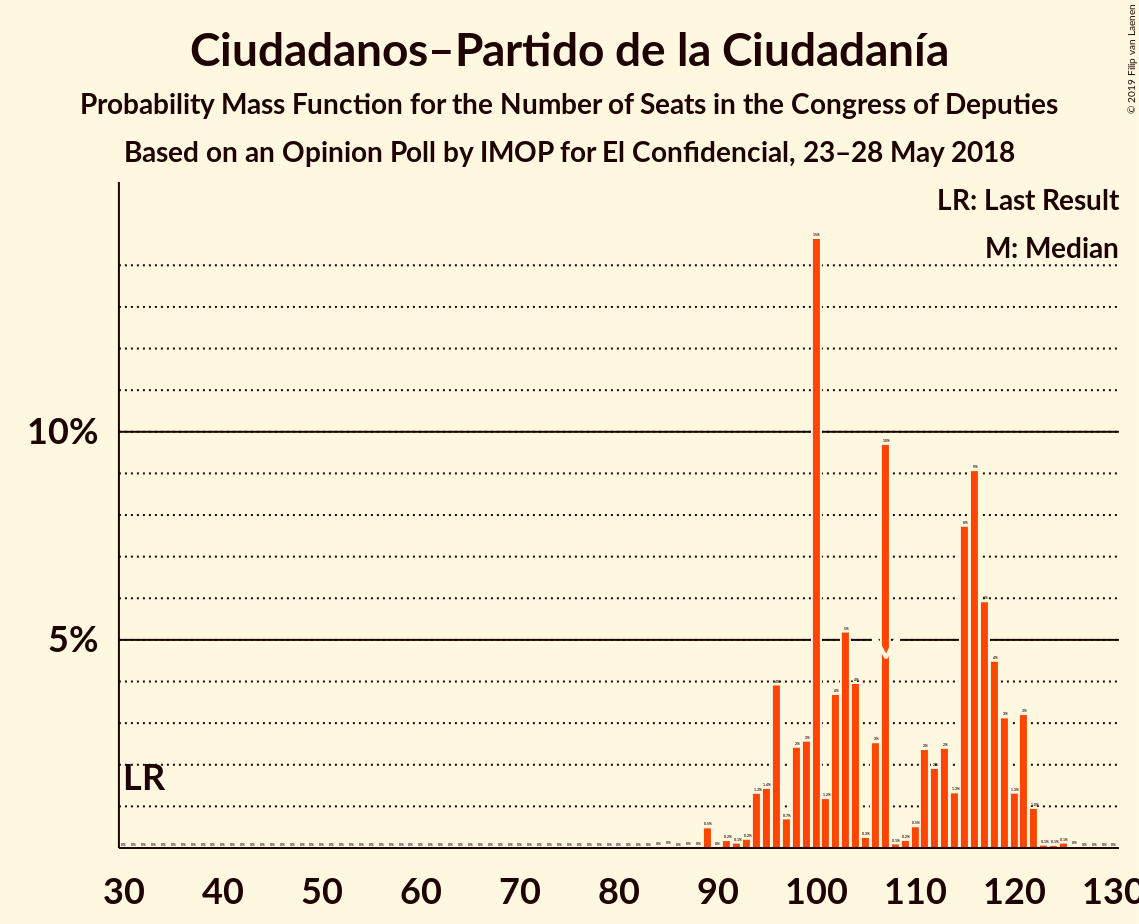 Ciudadanos–Partido de la Ciudadanía
Probability Mass Function for the Number of Seats in the Congress of Deputies
Based on an Opinion Poll by IMOP for El Confidencial, 23–28 May 2018
© 2019 Filip van Laenen
LR: Last Result
M: Median
10%
5%
LR
M
30 40 50 60 70 80 90 100 110 120 130